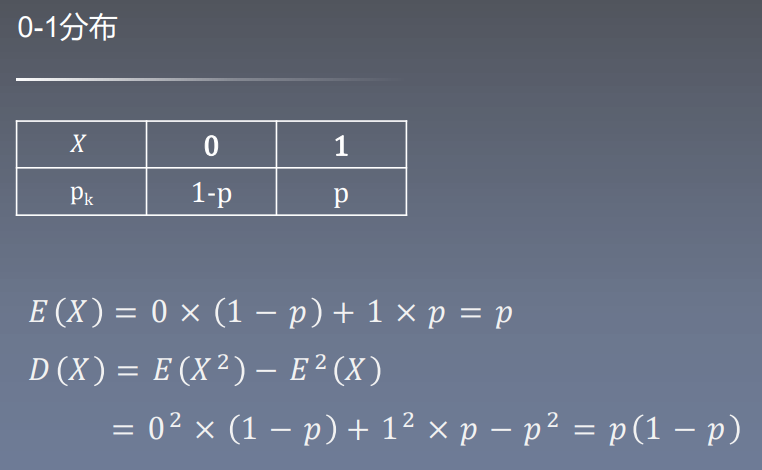 0-1分布
X 0 1
pk 1-p p
E(X) = 0 × (1 − p) + 1 × p = p
D(X) = E(X²) − E²(X)
= 0² × (1 − p) + 1² × p − p² = p(1 − p)